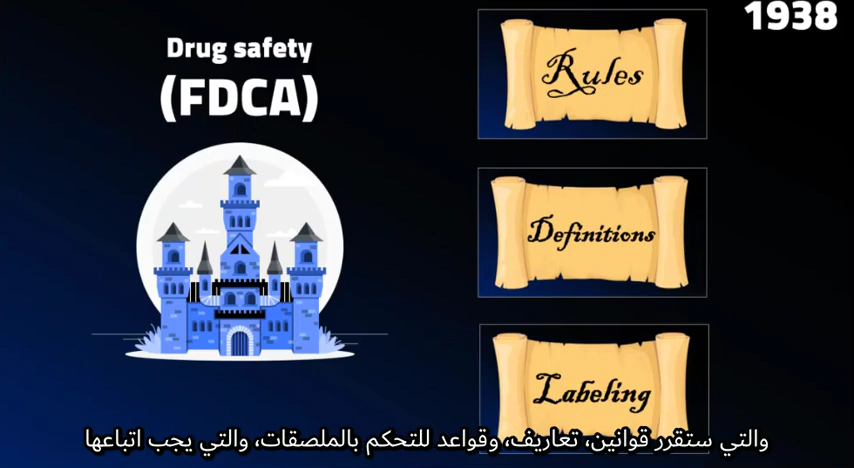 1938
Drug safety
(FDCA)
Rules
Definitions
Labeling
والتي ستقرر قوانين، تعاريف، وقواعد للتحكم بالملصقات، والتي يجب اتباعها